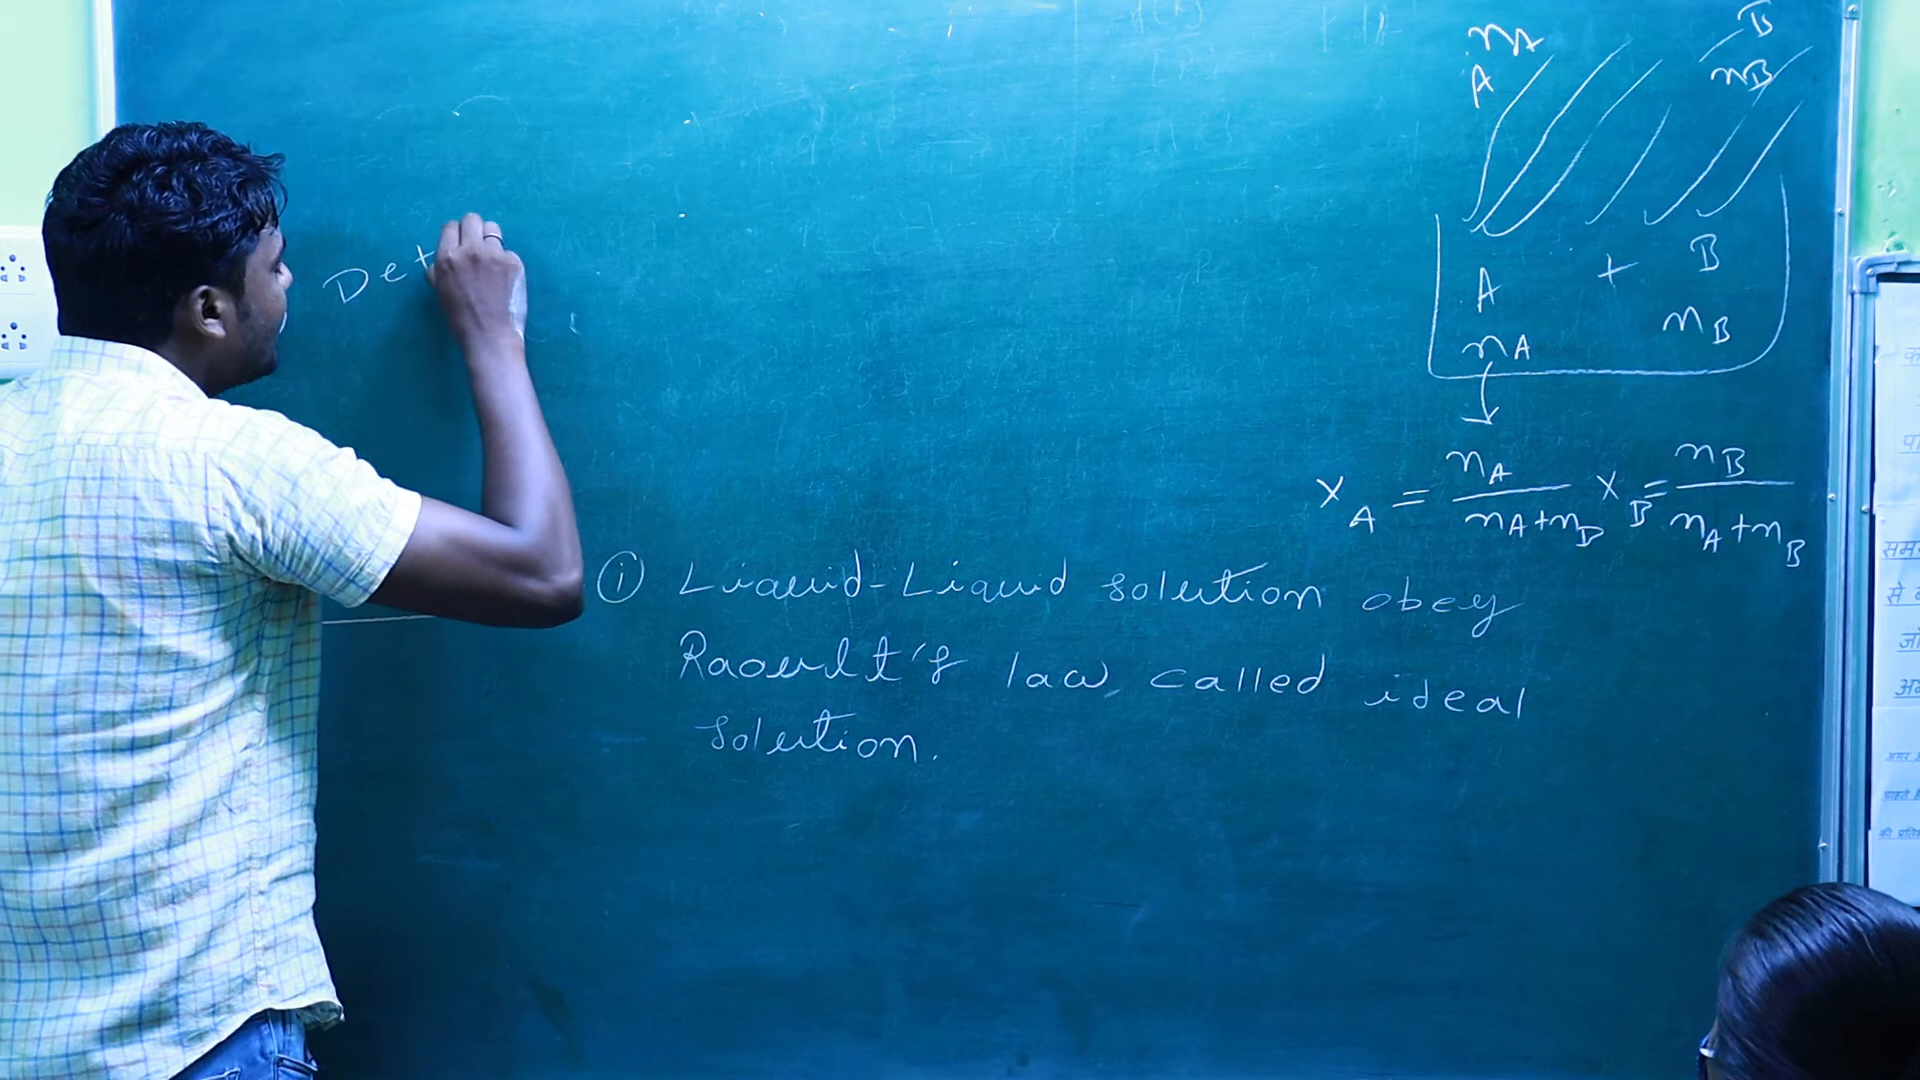 nA
A
B
nB
A + B
nA
nB
xA = nA/nA+nB xB = nB/nA+nB
Det
(i) Liquid-Liquid solution obey
Raoult's law, called ideal
solution.